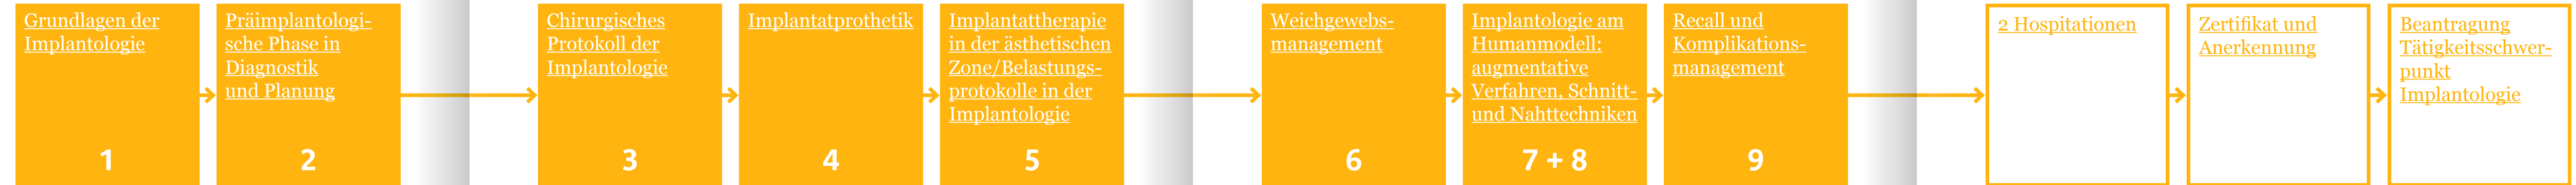 Grundlagen der
Implantologie
1
Präimplantologi-
sche Phase in
Diagnostik
und Planung
2
Chirurgisches
Protokoll der
Implantologie
3
Implantatprothetik
4
Implantattherapie
in der ästhetischen
Zone/Belastungs-
protokolle in der
Implantologie
5
Weichgewebs-
management
6
Implantologie am
Humanmodell:
augmentative
Verfahren, Schnitt-
und Nahttechniken
7 + 8
Recall und
Komplikations-
management
9
2 Hospitationen
Zertifikat und
Anerkennung
Beantragung
Tätigkeitsschwer-
punkt
Implantologie